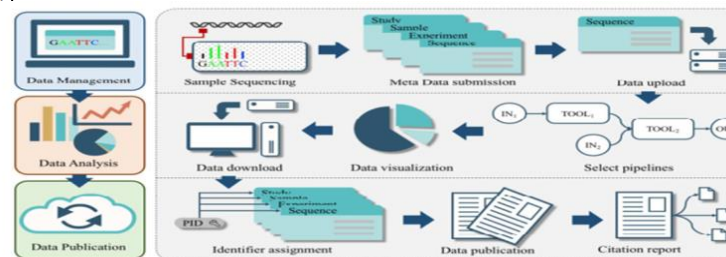 GAATTC
Data Management
GAATTC
Sample Sequencing
Study
Sample
Experiment
Sequence
Meta Data submission
Sequence
Data upload
Data Analysis
Data download
Data visualization
IN₁
TOOL₁
IN₂
TOOL₂
Select pipelines
Data Publication
PID
Study
Sample
Experiment
Sequence
Identifier assignment
Data publication
Citation report